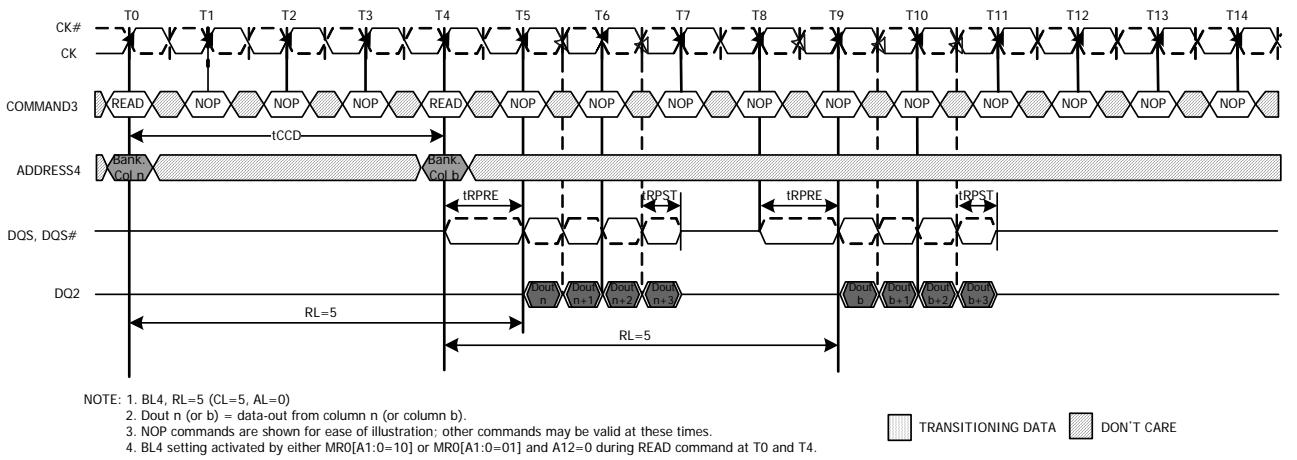 T0 T1 T2 T3 T4 T5 T6 T7 T8 T9 T10 T11 T12 T13 T14
CK#
CK
COMMAND3 READ NOP NOP NOP READ NOP NOP NOP NOP NOP NOP NOP NOP NOP NOP
tCCD
ADDRESS4
Bank. Bank.
Col n Col b
tRPRE tRPST tRPRE tRPST
DQS, DQS#
DQ2
Dout Dout Dout Dout Dout Dout Dout Dout
n n+1 n+2 n+3 b b+1 b+2 b+3
RL=5
RL=5
NOTE: 1. BL4, RL=5 (CL=5, AL=0)
2. Dout n (or b) = data-out from column n (or column b).
3. NOP commands are shown for ease of illustration; other commands may be valid at these times.
4. BL4 setting activated by either MR0[A1:0=10] or MR0[A1:0=01] and A12=0 during READ command at T0 and T4.
TRANSITIONING DATA DON'T CARE